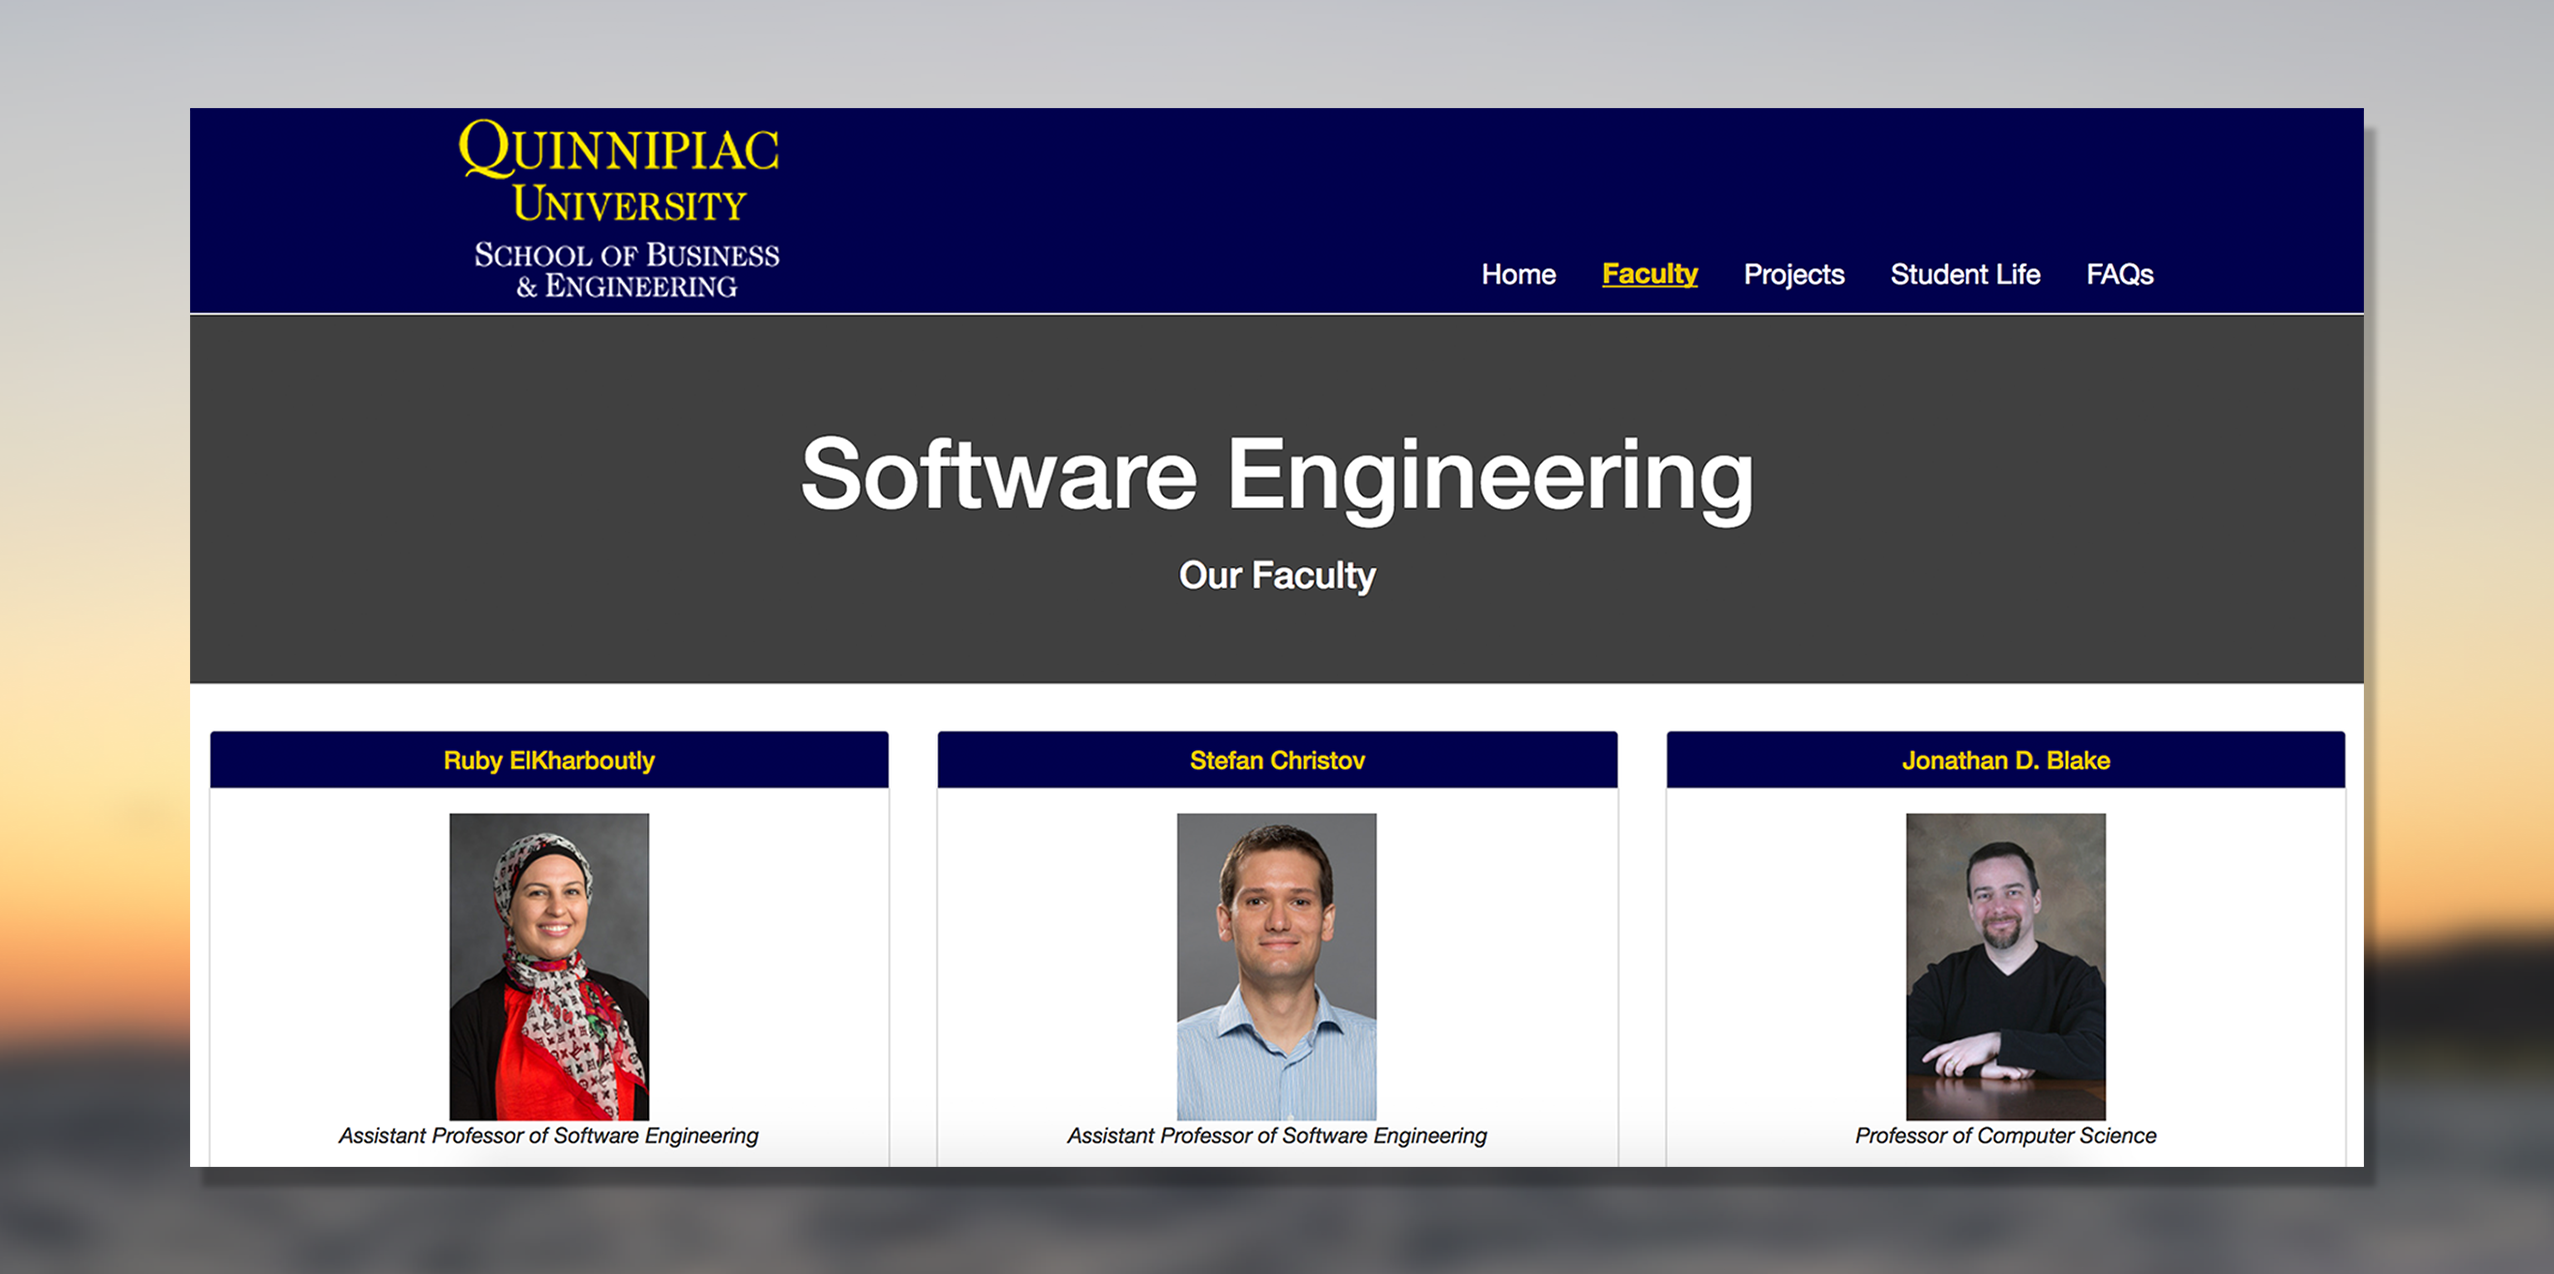 QUINNIPIAC
UNIVERSITY
SCHOOL OF BUSINESS
& ENGINEERING
Home Faculty Projects Student Life FAQs
Software Engineering
Our Faculty
Ruby ElKharboutly
Stefan Christov
Jonathan D. Blake
Assistant Professor of Software Engineering
Assistant Professor of Software Engineering
Professor of Computer Science